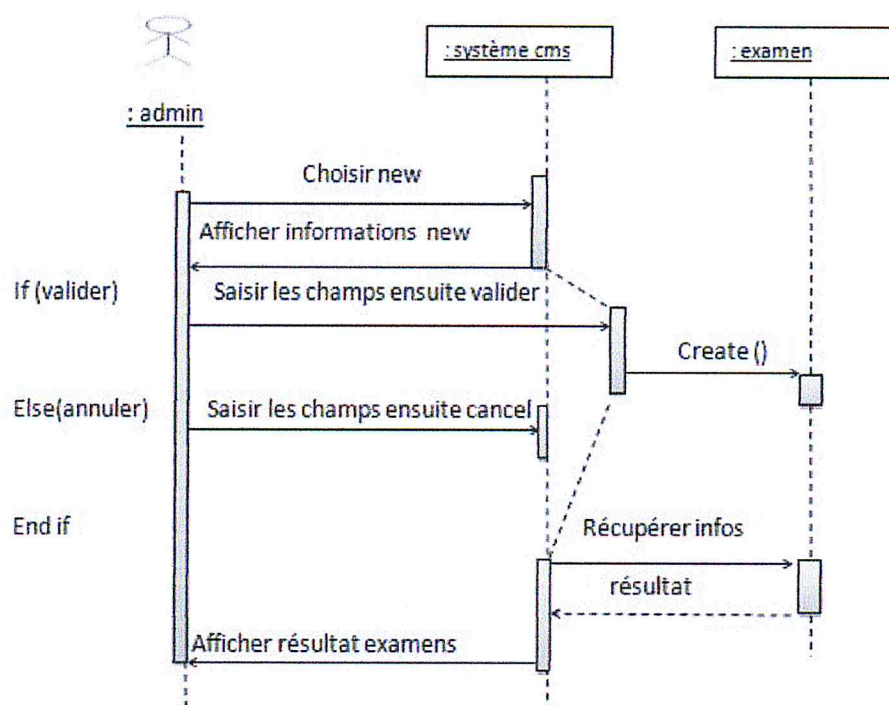 : système cms
: examen
: admin
Choisir new
Afficher informations new
If (valider)
Saisir les champs ensuite valider
Create ()
Else(annuler)
Saisir les champs ensuite cancel
End if
Récupérer infos
résultat
Afficher résultat examens